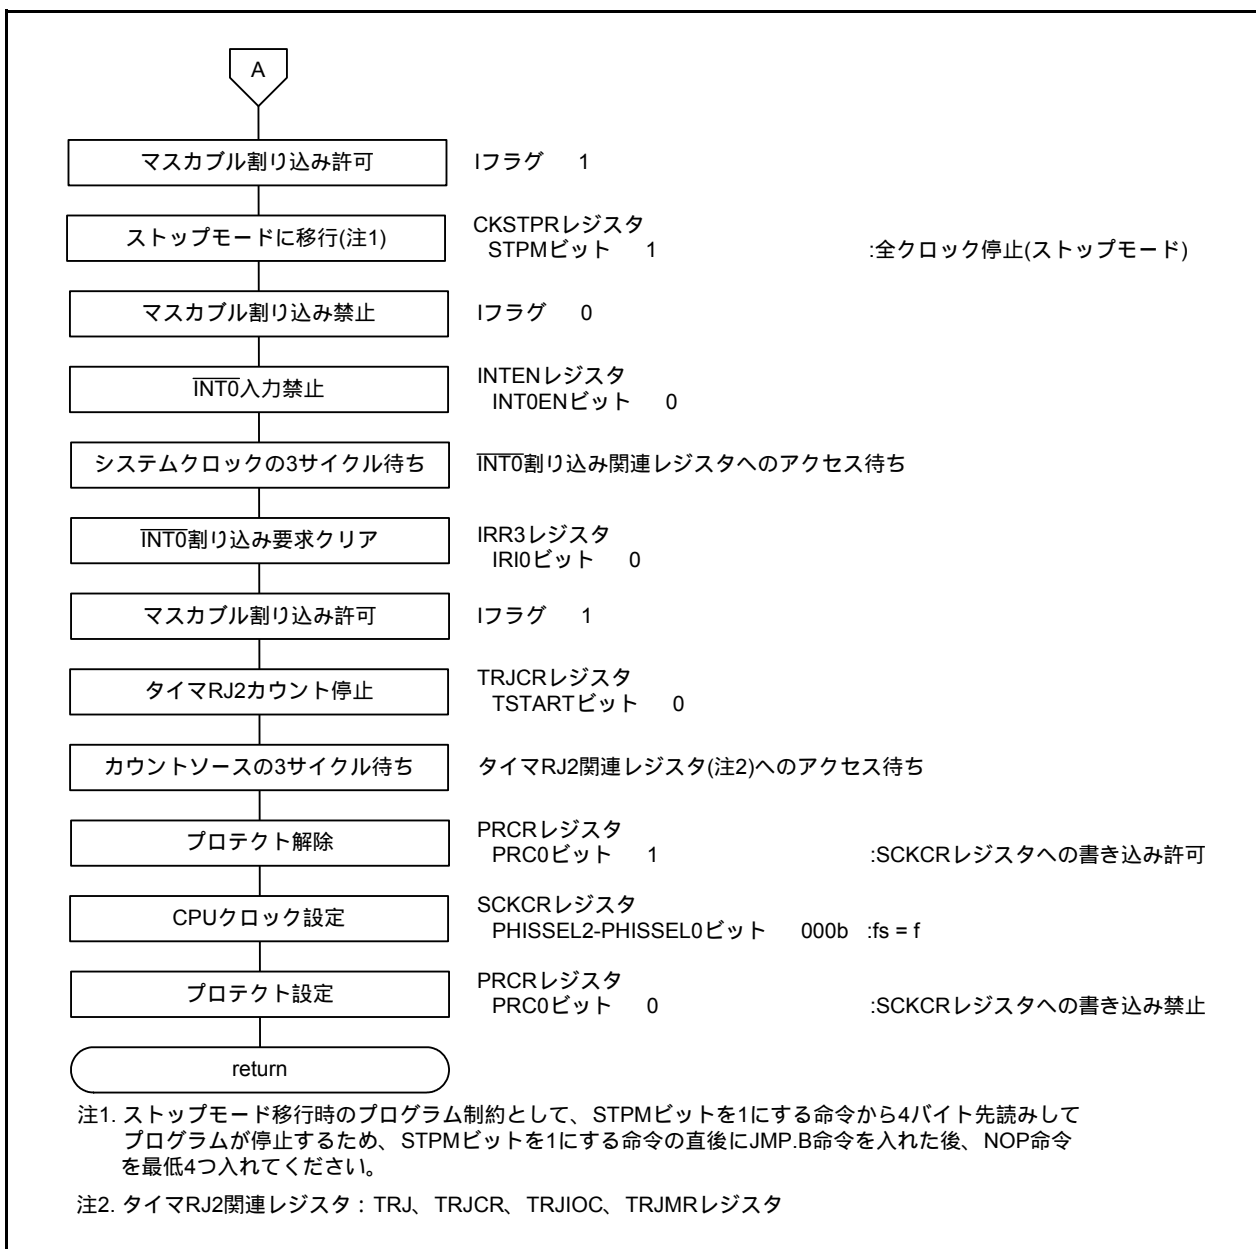 A
マスカブル割り込み許可 Iフラグ 1
ストップモードに移行(注1) CKSTPRレジスタ
STPMビット 1 :全クロック停止(ストップモード)
マスカブル割り込み禁止 Iフラグ 0
INT0入力禁止 INTENレジスタ
INT0ENビット 0
システムクロックの3サイクル待ち INT0割り込み関連レジスタへのアクセス待ち
INT0割り込み要求クリア IRR3レジスタ
IRI0ビット 0
マスカブル割り込み許可 Iフラグ 1
タイマRJ2カウント停止 TRJCRレジスタ
TSTARTビット 0
カウントソースの3サイクル待ち タイマRJ2関連レジスタ(注2)へのアクセス待ち
プロテクト解除 PRCRレジスタ
PRC0ビット 1 :SCKCRレジスタへの書き込み許可
CPUクロック設定 SCKCRレジスタ
PHISSEL2-PHISSEL0ビット 000b :fs = f
プロテクト設定 PRCRレジスタ
PRC0ビット 0 :SCKCRレジスタへの書き込み禁止
return
注1. ストップモード移行時のプログラム制約として、STPMビットを1にする命令から4バイト先読みして
プログラムが停止するため、STPMビットを1にする命令の直後にJMP.B命令を入れた後、NOP命令
を最低4つ入れてください。
注2. タイマRJ2関連レジスタ：TRJ、TRJCR、TRJIOC、TRJMRレジスタ